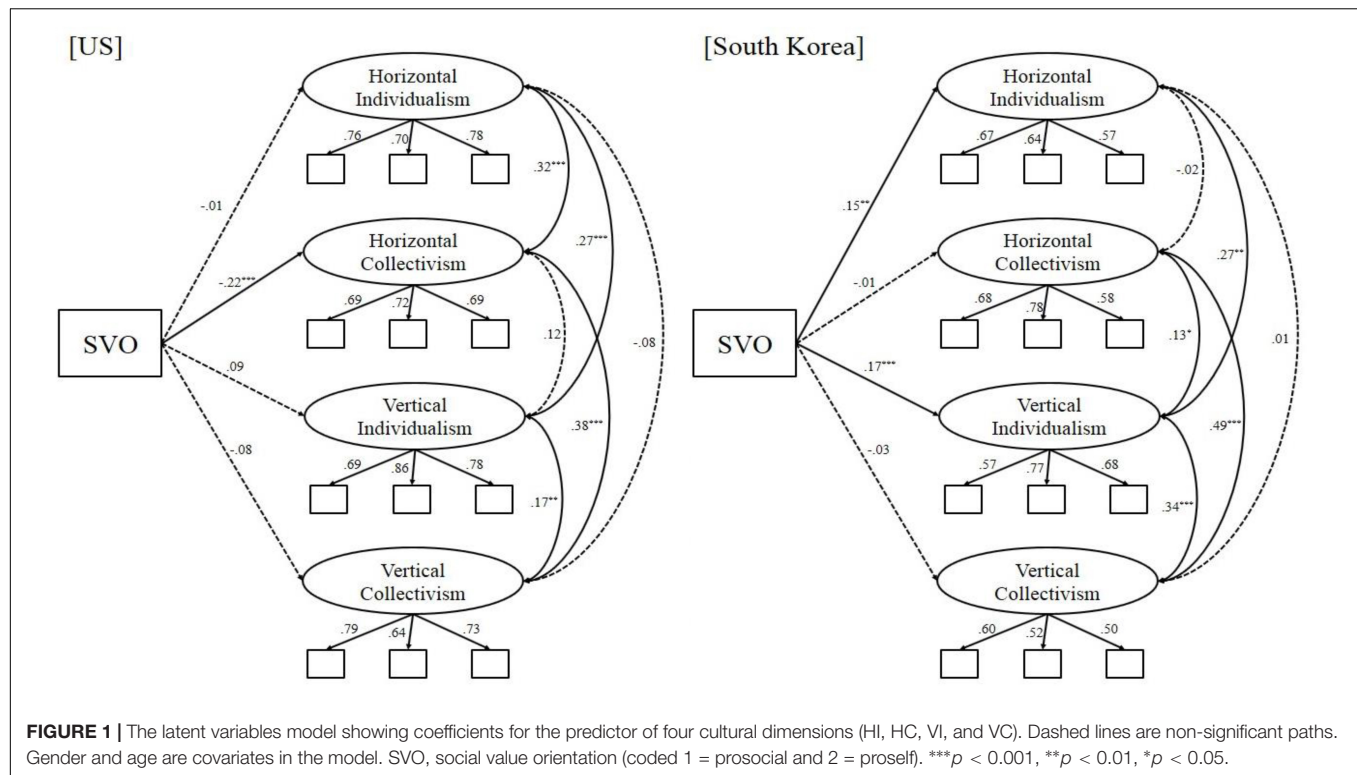 [US]
Horizontal
Individualism
.76 .70 .78
.32***
-.01
.27***
Horizontal
Collectivism
-.22***
.69 .72 .69
SVO
.12
-.08
.09
Vertical
Individualism
.38***
-.08
.69 .86 .78
.17**
Vertical
Collectivism
.79 .64 .73
[South Korea]
Horizontal
Individualism
.67 .64 .57
-.02
.15**
.27**
Horizontal
Collectivism
-.01
.68 .78 .58
SVO
.13*
.01
.17***
Vertical
Individualism
.49***
-.03
.57 .77 .68
.34***
Vertical
Collectivism
.60 .52 .50
FIGURE 1 | The latent variables model showing coefficients for the predictor of four cultural dimensions (HI, HC, VI, and VC). Dashed lines are non-significant paths.
Gender and age are covariates in the model. SVO, social value orientation (coded 1 = prosocial and 2 = proself). ***p < 0.001, **p < 0.01, *p < 0.05.